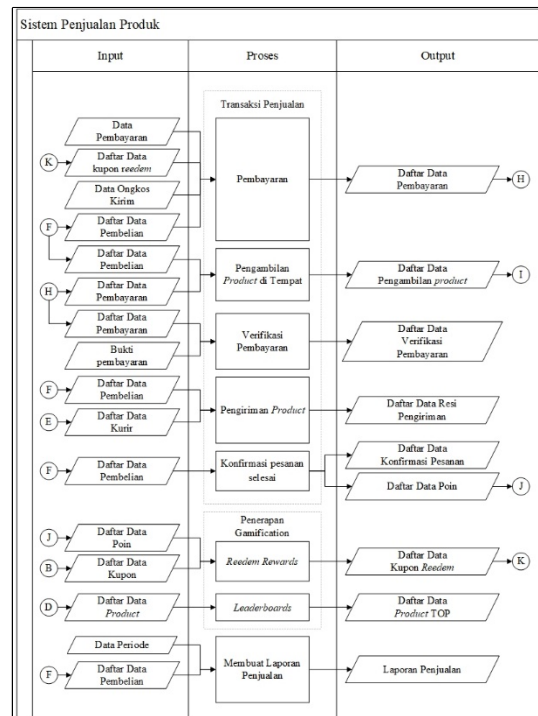 Sistem Penjualan Produk
Input
Proses
Output
Transaksi Penjualan
Data
Pembayaran
K
Daftar Data
kupon reedem
Data Ongkos
Kirim
F
Daftar Data
Pembelian
Pembayaran
Daftar Data
Pembayaran
H
Daftar Data
Pembelian
H
Daftar Data
Pembayaran
Pengambilan
Product di Tempat
Daftar Data
Pengambilan product
I
Daftar Data
Pembayaran
Bukti
pembayaran
Verifikasi
Pembayaran
Daftar Data
Verifikasi
Pembayaran
F
Daftar Data
Pembelian
E
Daftar Data
Kurir
Pengiriman Product
Daftar Data Resi
Pengiriman
F
Daftar Data
Pembelian
Konfirmasi pesanan
selesai
Daftar Data
Konfirmasi Pesanan
Daftar Data Poin
J
Penerapan
Gamification
J
Daftar Data
Poin
B
Daftar Data
Kupon
Reedem Rewards
Daftar Data
Kupon Reedem
K
D
Daftar Data
Product
Leaderboards
Daftar Data
Product TOP
Data Periode
F
Daftar Data
Pembelian
Membuat Laporan
Penjualan
Laporan Penjualan